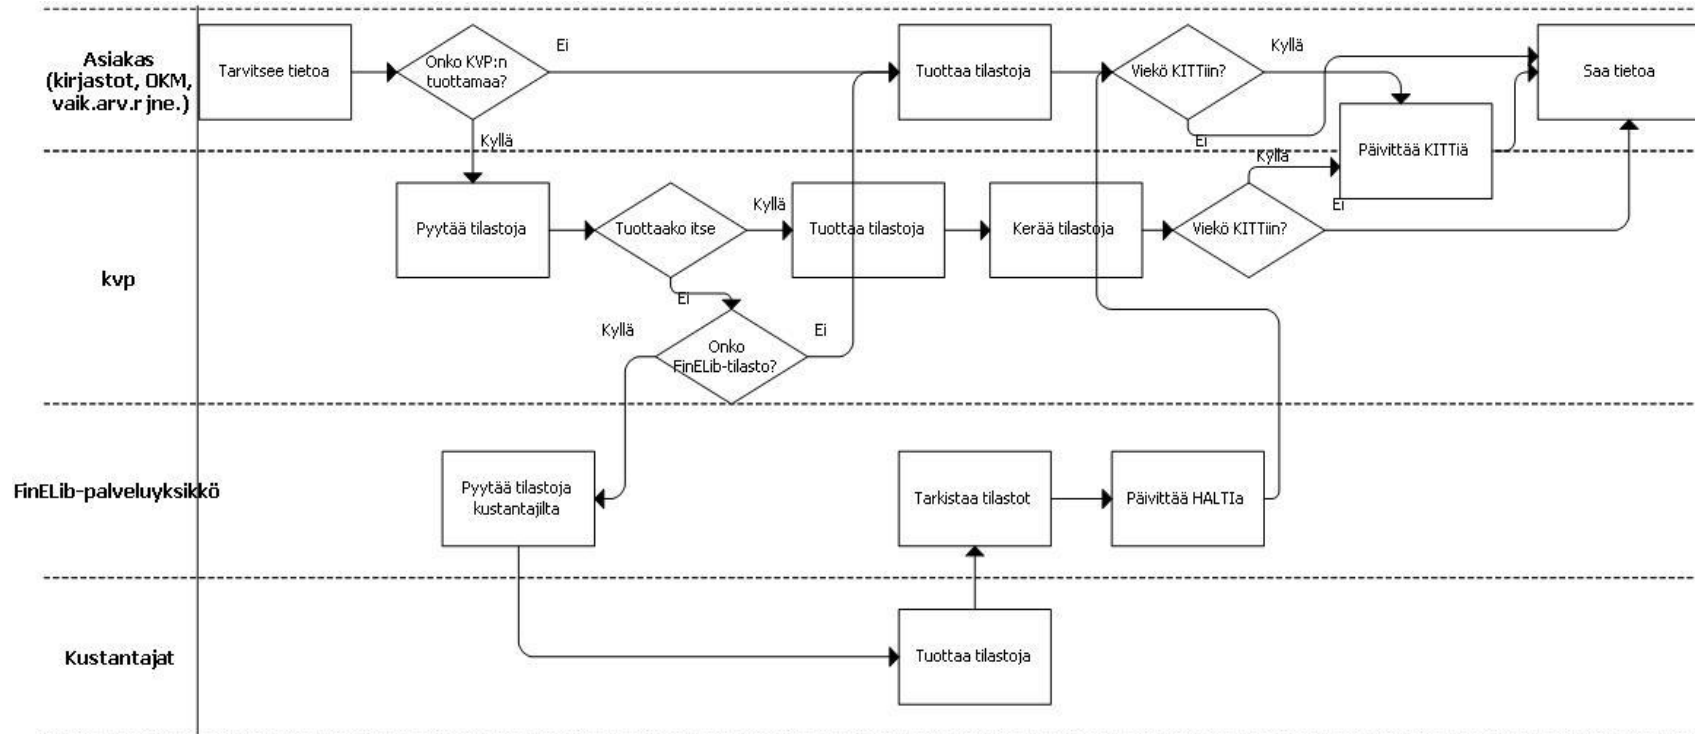 Asiakas
(kirjastot, OKM,
vaik.arv.r jne.)
Tarvitsee tietoa
Onko KVP:n
tuottamaa?
Ei
Kyllä
Tuottaa tilastoja
Viekö KITTiin?
Kyllä
Ei
Päivittää KITTiä
Saa tietoa
kvp
Pyytää tilastoja
Tuottaako itse
Kyllä
Ei
Tuottaa tilastoja
Kerää tilastoja
Viekö KITTiin?
Kyllä
Ei
Onko
FinELib-tilasto?
Kyllä
Ei
FinELib-palveluyksikkö
Pyytää tilastoja
kustantajilta
Tarkistaa tilastot
Päivittää HALTIa
Kustantajat
Tuottaa tilastoja